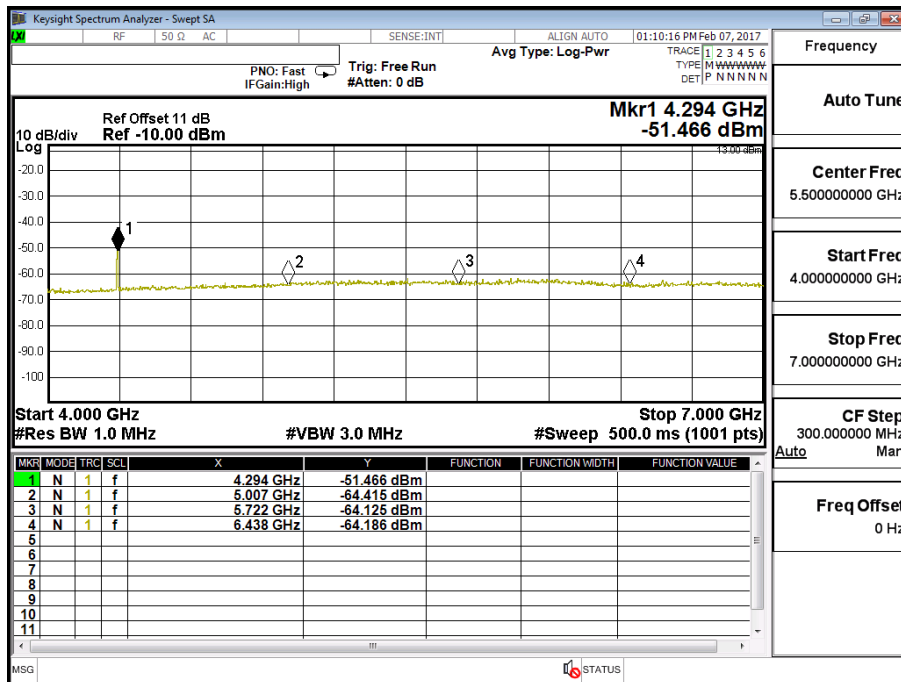 Keysight Spectrum Analyzer - Swept SA
LXI RF 50 Ω AC SENSE:INT ALIGN AUTO 01:10:16 PM Feb 07, 2017
Avg Type: Log-Pwr TRACE 1 2 3 4 5 6
PNO: Fast Trig: Free Run TYPE M WWWWW
IFGain:High #Atten: 0 dB DET P N N N N N
Ref Offset 11 dB Mkr1 4.294 GHz
10 dB/div Ref -10.00 dBm -51.466 dBm
Log
13.00 dBm
-20.0
-30.0
-40.0
1
-50.0
-60.0
2 3 4
-70.0
-80.0
-90.0
-100
Start 4.000 GHz Stop 7.000 GHz
#Res BW 1.0 MHz #VBW 3.0 MHz #Sweep 500.0 ms (1001 pts)
MKR MODE TRC SCL X Y FUNCTION FUNCTION WIDTH FUNCTION VALUE
1 N 1 f 4.294 GHz -51.466 dBm
2 N 1 f 5.007 GHz -64.415 dBm
3 N 1 f 5.722 GHz -64.125 dBm
4 N 1 f 6.438 GHz -64.186 dBm
5
6
7
8
9
10
11
MSG STATUS
Frequency
Auto Tune
Center Freq
5.500000000 GHz
Start Freq
4.000000000 GHz
Stop Freq
7.000000000 GHz
CF Step
300.000000 MHz
Auto Man
Freq Offset
0 Hz